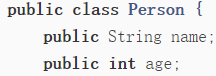 public class Person {
    public String name;
    public int age;